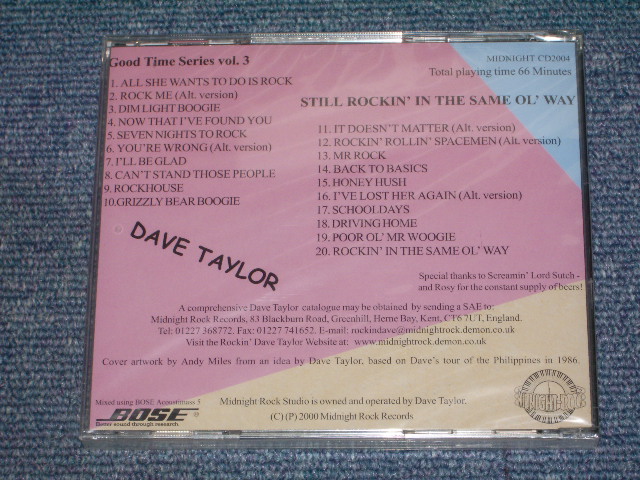 Good Time Series vol. 3
MIDNIGHT CD2004
Total playing time 66 Minutes
1. ALL SHE WANTS TO DO IS ROCK
2. ROCK ME (Alt. version)
3. DIM LIGHT BOOGIE
4. NOW THAT I'VE FOUND YOU
5. SEVEN NIGHTS TO ROCK
6. YOU'RE WRONG (Alt. version)
7. I'LL BE GLAD
8. CAN'T STAND THOSE PEOPLE
9. ROCKHOUSE
10. GRIZZLY BEAR BOOGIE
STILL ROCKIN' IN THE SAME OL' WAY
11. IT DOESN'T MATTER (Alt. version)
12. ROCKIN' ROLLIN' SPACEMEN (Alt. version)
13. MR ROCK
14. BACK TO BASICS
15. HONEY HUSH
16. I'VE LOST HER AGAIN (Alt. version)
17. SCHOOLDAYS
18. DRIVING HOME
19. POOR OL' MR WOOGIE
20. ROCKIN' IN THE SAME OL' WAY
DAVE TAYLOR
Special thanks to Screamin' Lord Sutch -
and Rosy for the constant supply of beers!
A comprehensive Dave Taylor catalogue may be obtained by sending a SAE to:
Midnight Rock Records, 83 Blackburn Road, Greenhill, Herne Bay, Kent, CT6 7UT, England.
Tel: 01227 368772. Fax: 01227 741652. E-mail: rockindave@midnightrock.demon.co.uk
Visit the Rockin' Dave Taylor Website at: www.midnightrock.demon.co.uk
Cover artwork by Andy Miles from an idea by Dave Taylor, based on Dave's tour of the Philippines in 1986.
Mixed using BOSE Acoustimass 5
BOSE
Better sound through research.
Midnight Rock Studio is owned and operated by Dave Taylor.
(C) (P) 2000 Midnight Rock Records
MIDNIGHT ROCK